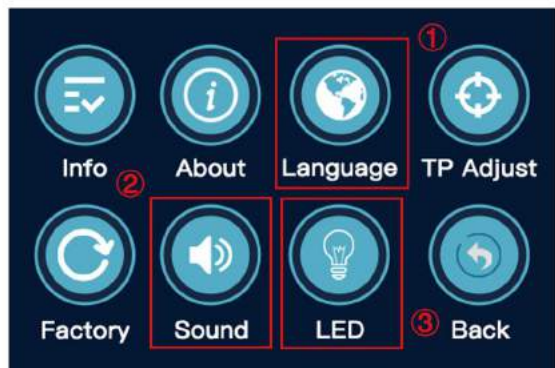 ①
Info About Language TP Adjust
②
Factory Sound LED ③ Back